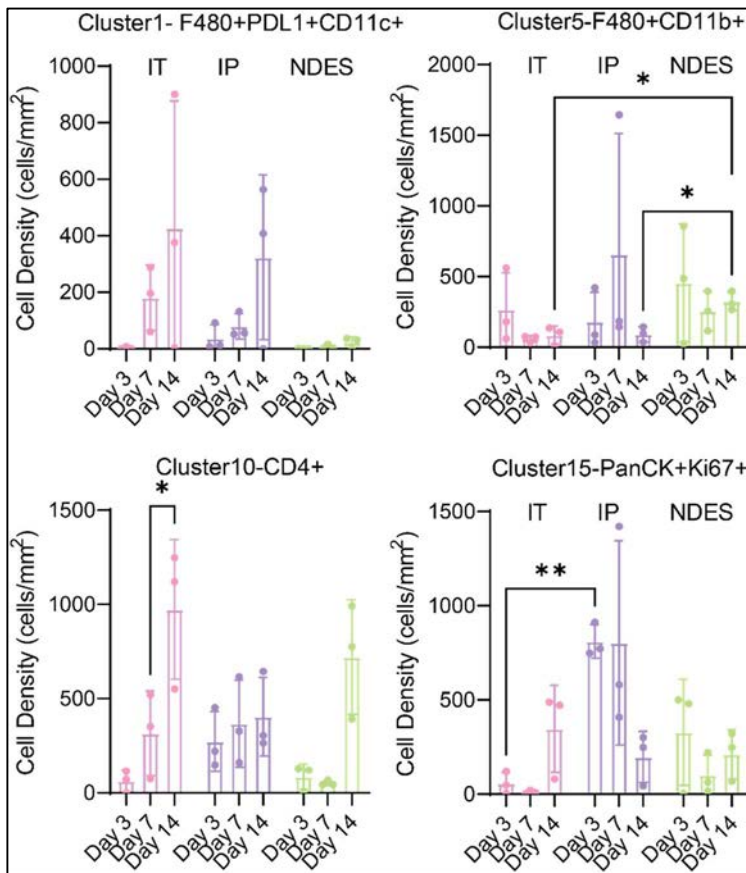 Cluster1- F480+PDL1+CD11c+
IT IP NDES
1000
800
600
400
200
0
Cell Density (cells/mm²)
Day 3 Day 7 Day 14 Day 3 Day 7 Day 14 Day 3 Day 7 Day 14
Cluster5-F480+CD11b+
IT IP NDES
*
*
2000
1500
1000
500
0
Cell Density (cells/mm²)
Day 3 Day 7 Day 14 Day 3 Day 7 Day 14 Day 3 Day 7 Day 14
Cluster10-CD4+
*
1500
1000
500
0
Cell Density (cells/mm²)
Day 3 Day 7 Day 14 Day 3 Day 7 Day 14 Day 3 Day 7 Day 14
Cluster15-PanCK+Ki67+
IT IP NDES
**
1500
1000
500
0
Cell Density (cells/mm²)
Day 3 Day 7 Day 14 Day 3 Day 7 Day 14 Day 3 Day 7 Day 14